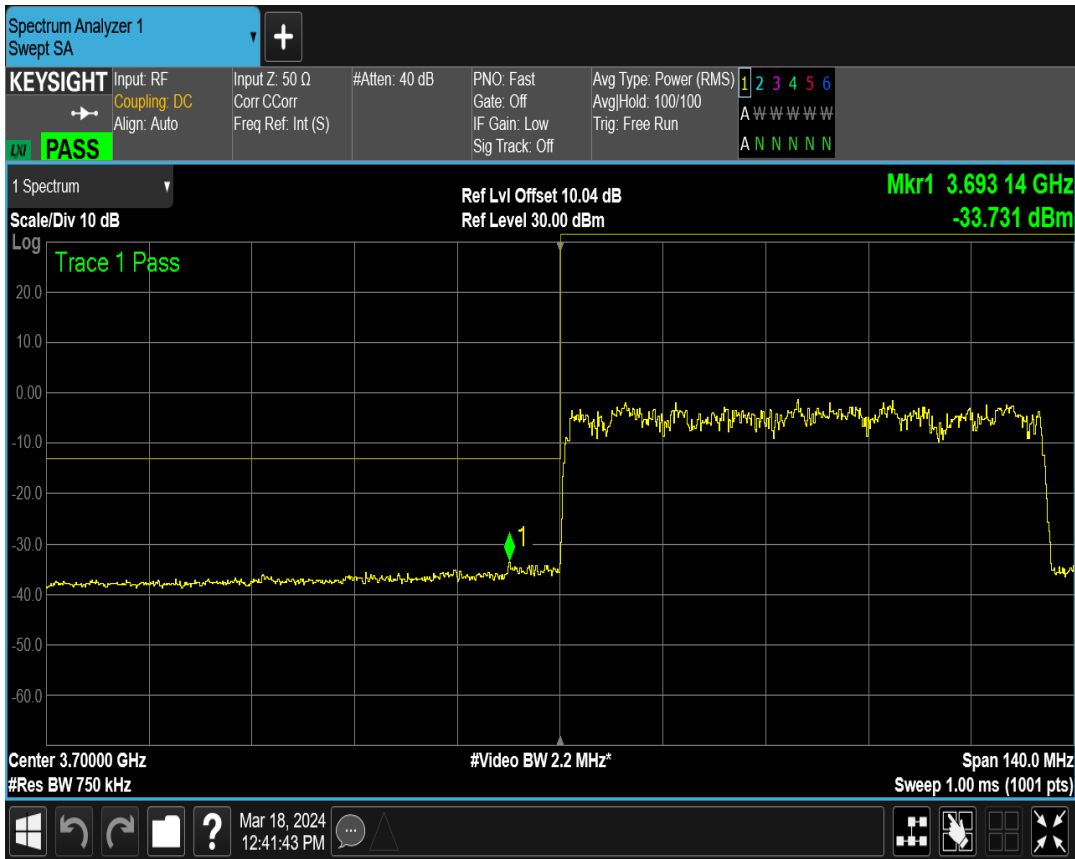 Spectrum Analyzer 1
Swept SA
+
KEYSIGHT
LXI PASS
Input: RF
Coupling: DC
Align: Auto
Input Z: 50 Ω
Corr CCorr
Freq Ref: Int (S)
#Atten: 40 dB
PNO: Fast
Gate: Off
IF Gain: Low
Sig Track: Off
Avg Type: Power (RMS)
Avg|Hold: 100/100
Trig: Free Run
1 2 3 4 5 6
A W W W W W
A N N N N N
1 Spectrum
Scale/Div 10 dB
Ref Lvl Offset 10.04 dB
Ref Level 30.00 dBm
Mkr1 3.693 14 GHz
-33.731 dBm
Log
Trace 1 Pass
20.0
10.0
0.00
-10.0
-20.0
-30.0
-40.0
-50.0
-60.0
1
Center 3.70000 GHz
#Res BW 750 kHz
#Video BW 2.2 MHz*
Span 140.0 MHz
Sweep 1.00 ms (1001 pts)
?
Mar 18, 2024
12:41:43 PM